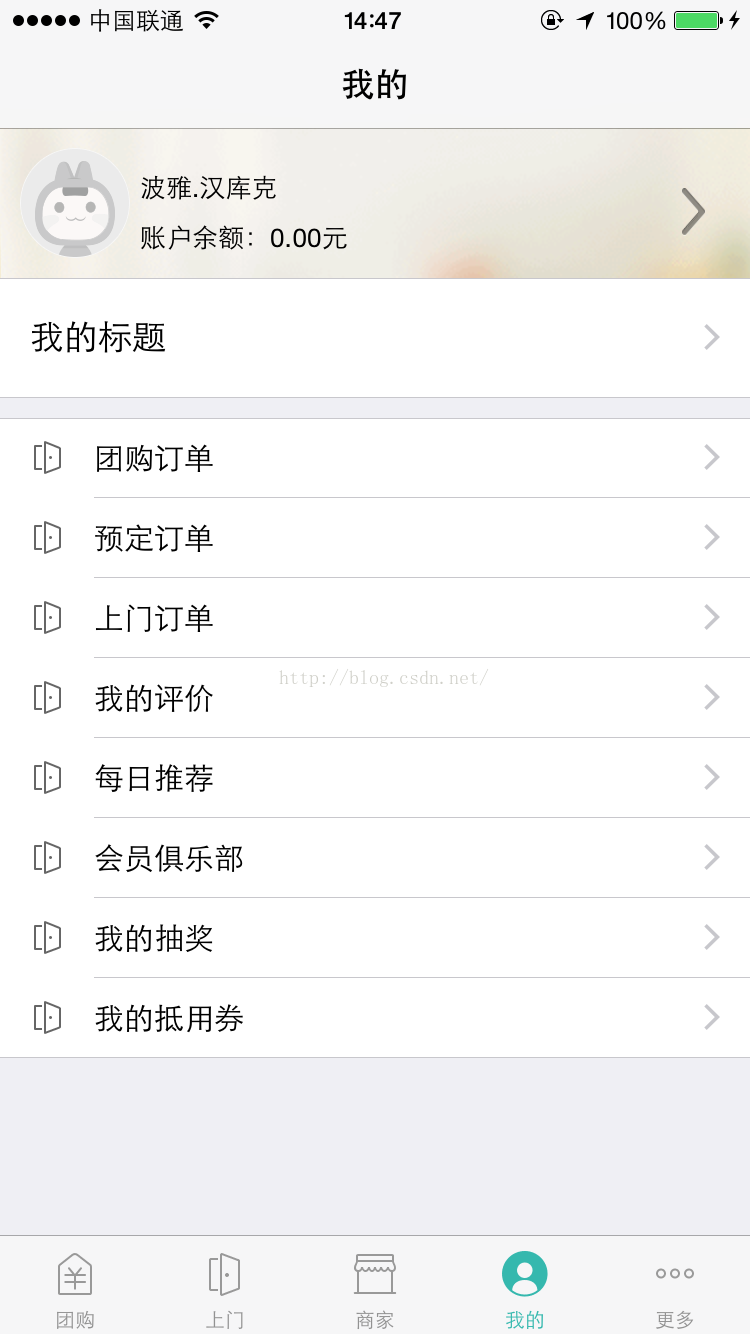 中国联通 14:47 100%
我的
波雅.汉库克
账户余额：0.00元
我的标题
团购订单
预定订单
上门订单
http://blog.csdn.net/
我的评价
每日推荐
会员俱乐部
我的抽奖
我的抵用券
团购 上门 商家 我的 更多